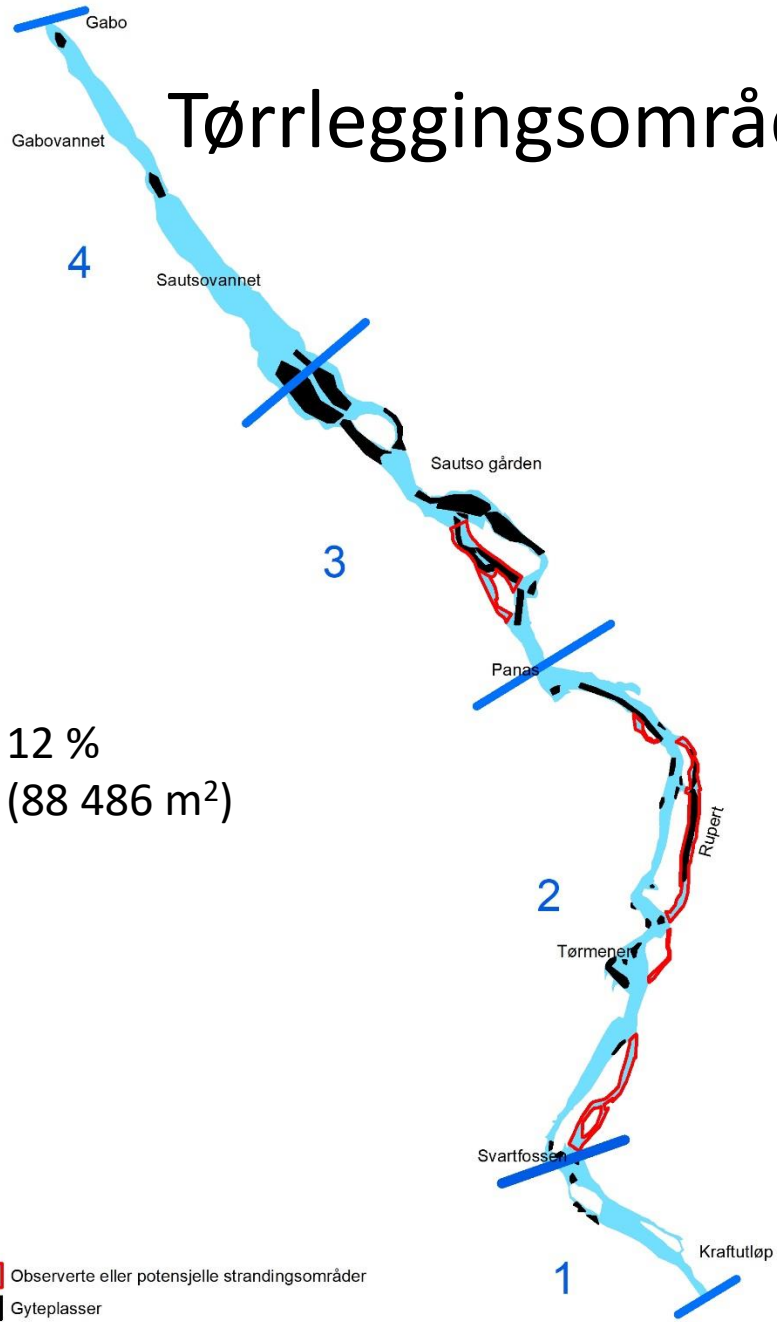 Gabo
Tørrleggingsområd
Gabovannet
4
Sautsovannet
Sautso gården
3
Panas
12 %
(88 486 m²)
Rupert
2
Tørmenen
Svartfossen
Kraftutløp
1
Observerte eller potensjelle strandingsområder
Gyteplasser